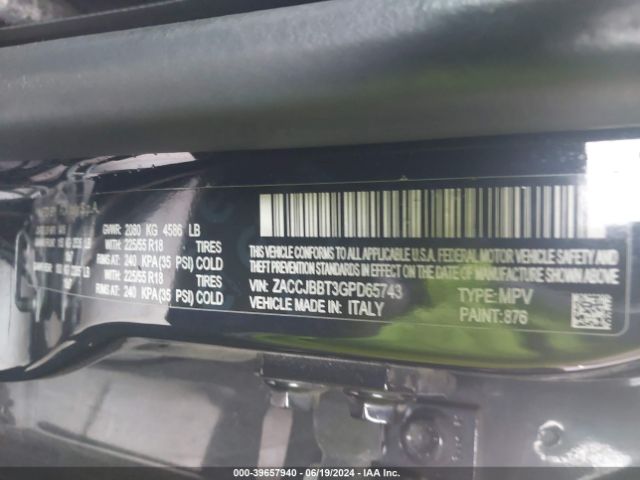 GVWR: 2080 KG 4586 LB
WITH: 225/55 R18 TIRES
RIMS AT: 240 KPA(35 PSI) COLD
WITH: 225/55 R18 TIRES
RIMS AT: 240 KPA(35 PSI) COLD
THIS VEHICLE CONFORMS TO ALL APPLICABLE U.S.A. FEDERAL MOTOR VEHICLE SAFETY
BUMPER, AND THEFT PREVENTION STANDARDS IN EFFECT ON THE DATE OF MANUFACTURE SHOWN ABOVE.
VIN: ZACCJBBT3GPD65743 TYPE: MPV
VEHICLE MADE IN: ITALY PAINT: 876
000-39657940 - 06/19/2024 - IAA Inc.